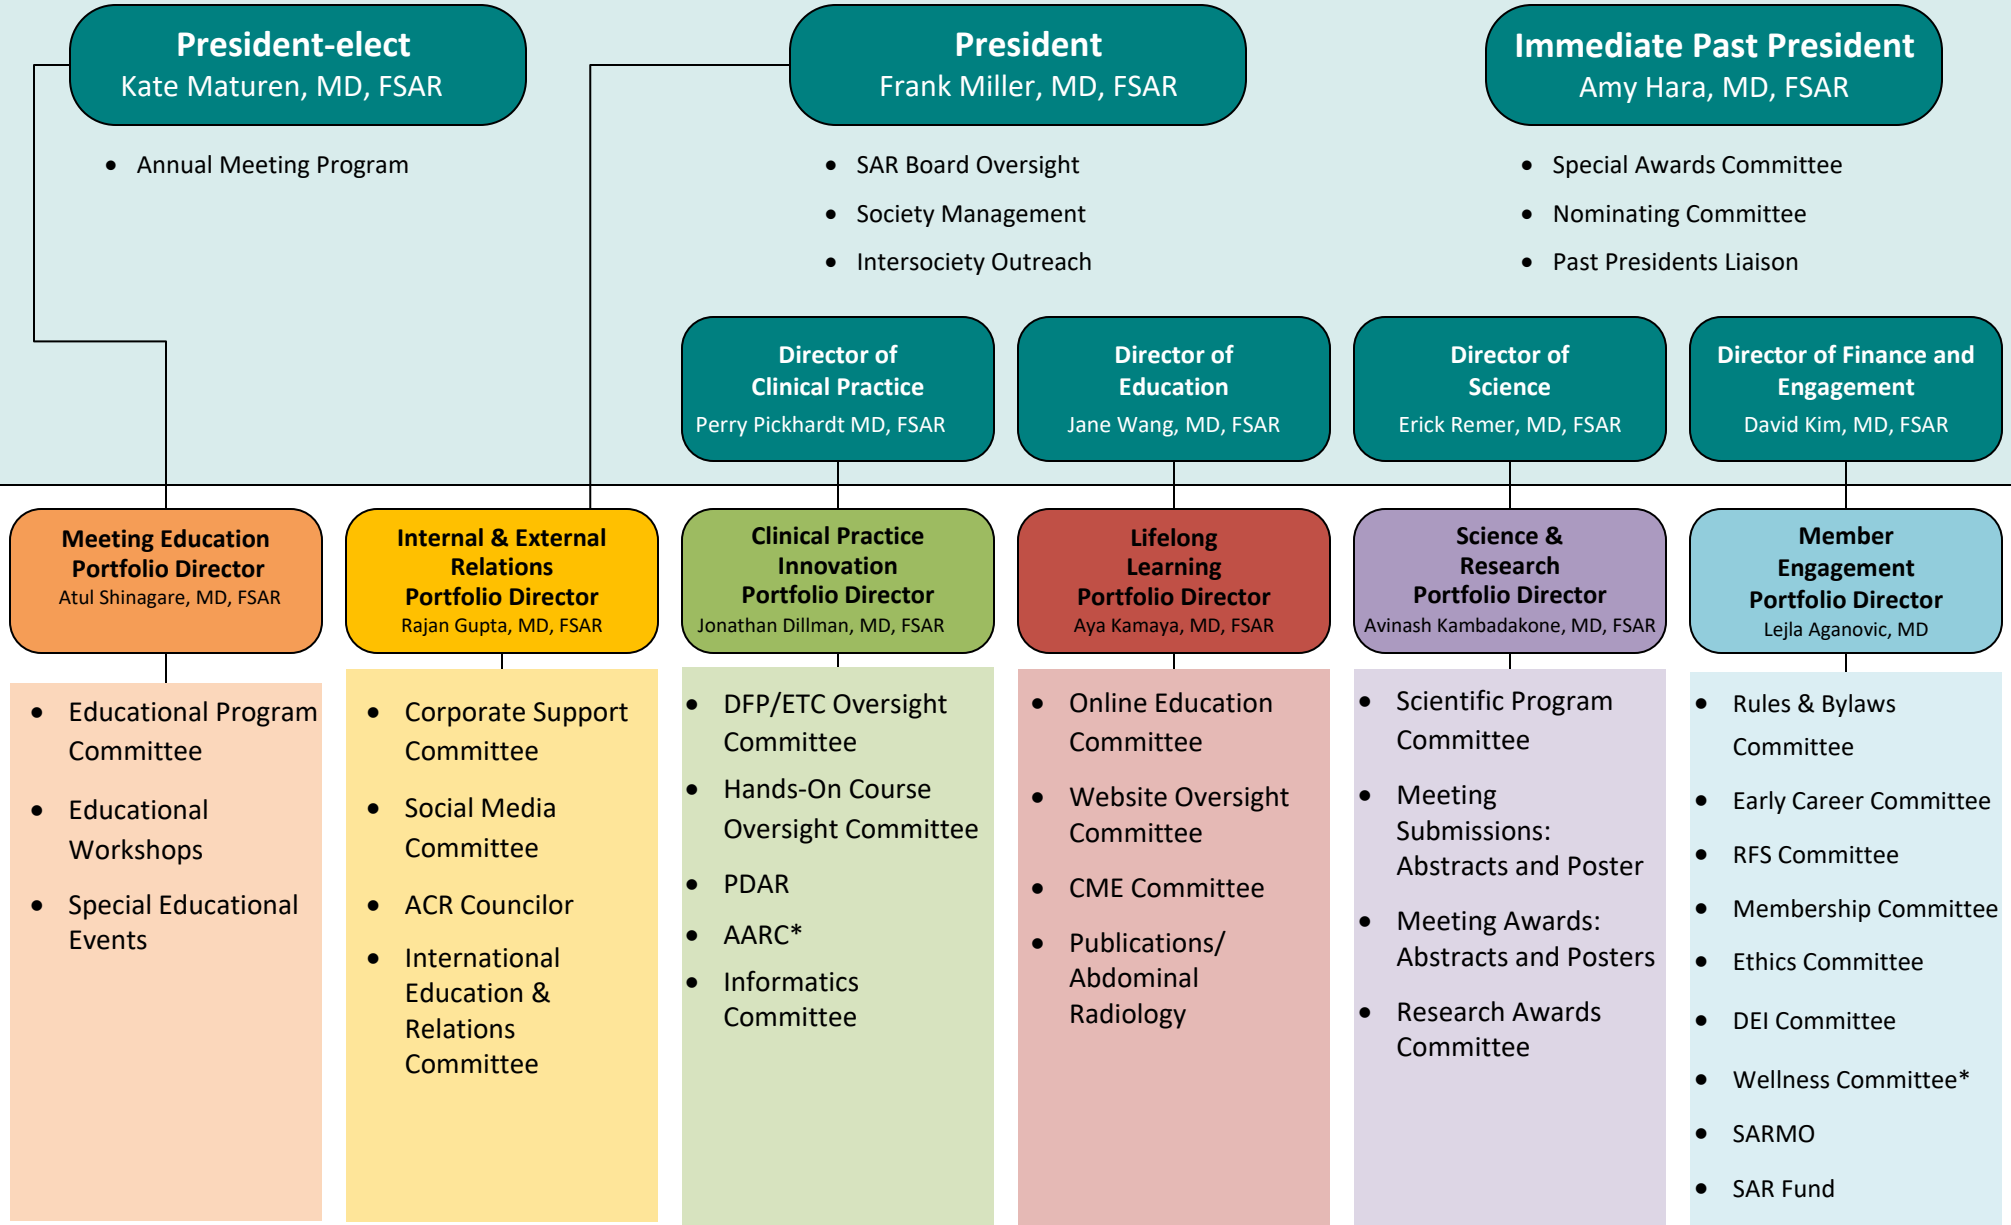 President-elect
Kate Maturen, MD, FSAR
• Annual Meeting Program
President
Frank Miller, MD, FSAR
• SAR Board Oversight
• Society Management
• Intersociety Outreach
Immediate Past President
Amy Hara, MD, FSAR
• Special Awards Committee
• Nominating Committee
• Past Presidents Liaison
Director of
Clinical Practice
Perry Pickhardt MD, FSAR
Director of
Education
Jane Wang, MD, FSAR
Director of
Science
Erick Remer, MD, FSAR
Director of Finance and
Engagement
David Kim, MD, FSAR
Meeting Education
Portfolio Director
Atul Shinagare, MD, FSAR
• Educational Program
Committee
• Educational
Workshops
• Special Educational
Events
Internal & External
Relations
Portfolio Director
Rajan Gupta, MD, FSAR
• Corporate Support
Committee
• Social Media
Committee
• ACR Councilor
• International
Education &
Relations
Committee
Clinical Practice
Innovation
Portfolio Director
Jonathan Dillman, MD, FSAR
• DFP/ETC Oversight
Committee
• Hands-On Course
Oversight Committee
• PDAR
• AARC*
• Informatics
Committee
Lifelong
Learning
Portfolio Director
Aya Kamaya, MD, FSAR
• Online Education
Committee
• Website Oversight
Committee
• CME Committee
• Publications/
Abdominal
Radiology
Science &
Research
Portfolio Director
Avinash Kambadakone, MD, FSAR
• Scientific Program
Committee
• Meeting
Submissions:
Abstracts and Poster
• Meeting Awards:
Abstracts and Posters
• Research Awards
Committee
Member
Engagement
Portfolio Director
Lejla Aganovic, MD
• Rules & Bylaws
Committee
• Early Career Committee
• RFS Committee
• Membership Committee
• Ethics Committee
• DEI Committee
• Wellness Committee*
• SARMO
• SAR Fund